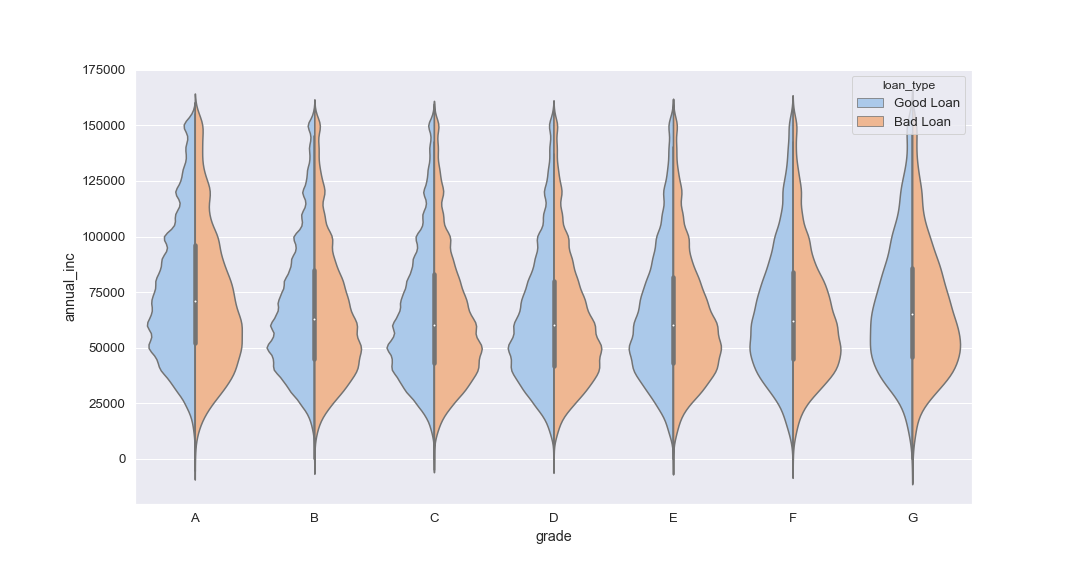 175000
150000
125000
100000
75000
50000
25000
0
annual_inc
loan_type
Good Loan
Bad Loan
A B C D E F G
grade